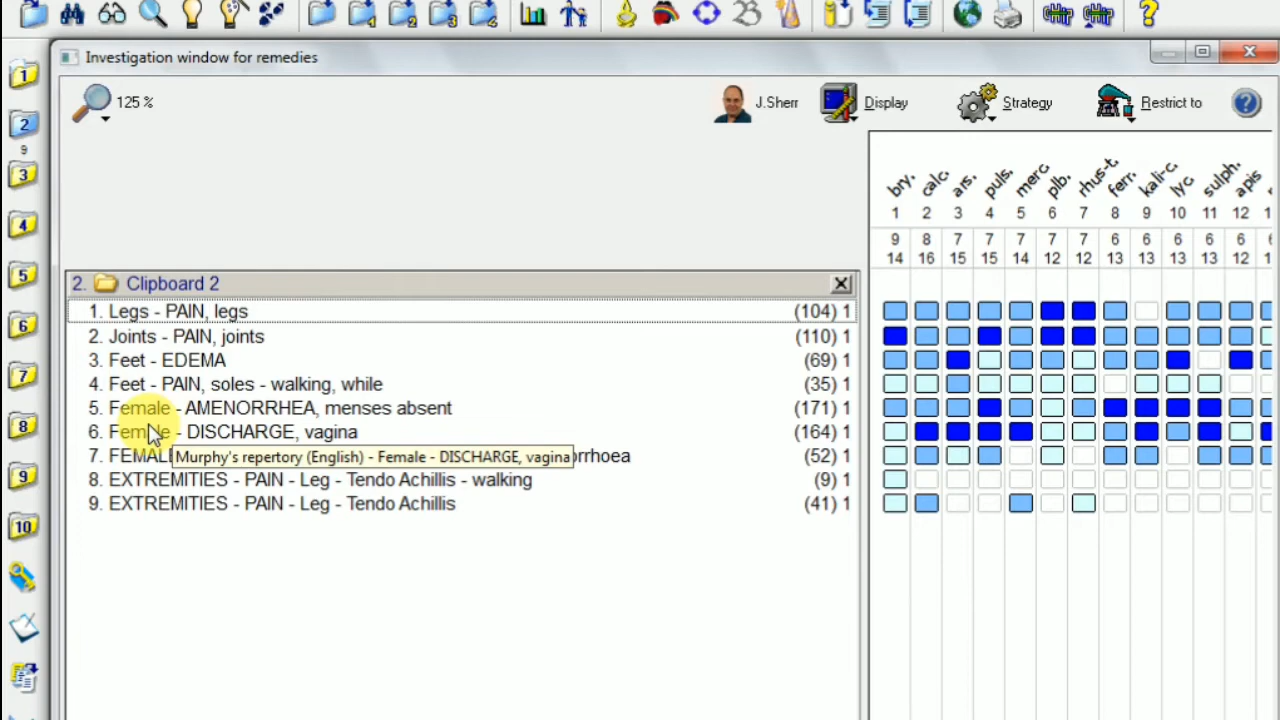 23
Investigation window for remedies
125 %
J.Sherr
Display
Strategy
Restrict to
1
2
9
3
4
5
6
7
8
9
10
bry. calc. ars. puls. merc. plb. rhus-t. ferr. kali-c. lyc. sulph. apis
1 2 3 4 5 6 7 8 9 10 11 12
9 8 7 7 7 7 7 6 6 6 6 6
14 16 15 15 14 12 12 13 13 13 13 12
2. Clipboard 2
1. Legs - PAIN, legs (104) 1
2. Joints - PAIN, joints (110) 1
3. Feet - EDEMA (69) 1
4. Feet - PAIN, soles - walking, while (35) 1
5. Female - AMENORRHEA, menses absent (171) 1
6. Female - DISCHARGE, vagina (164) 1
7. FEMAL rrhoea (52) 1
Murphy's repertory (English) - Female - DISCHARGE, vagina
8. EXTREMITIES - PAIN - Leg - Tendo Achillis - walking (9) 1
9. EXTREMITIES - PAIN - Leg - Tendo Achillis (41) 1